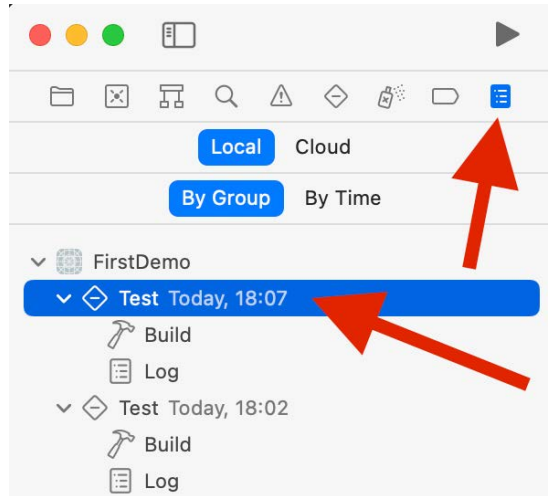 Local Cloud
By Group By Time
FirstDemo
Test Today, 18:07
Build
Log
Test Today, 18:02
Build
Log